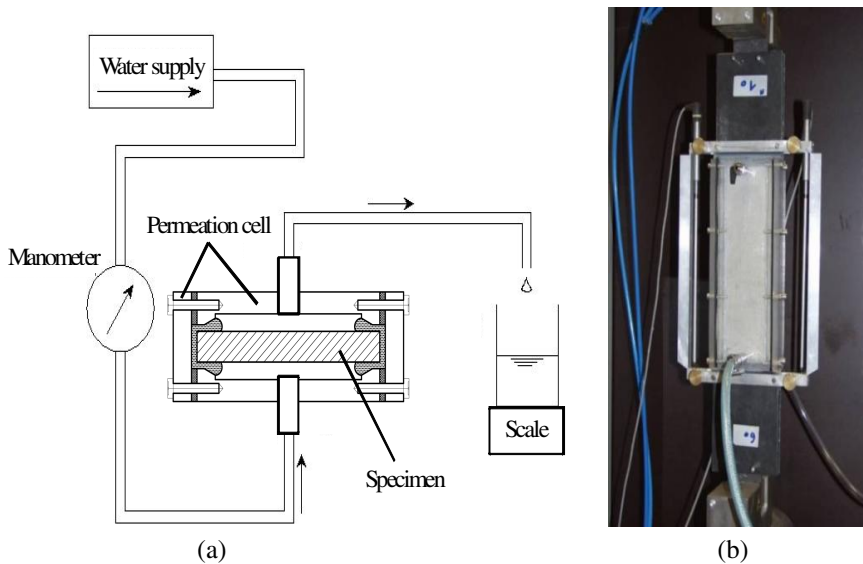 Water supply
Permeation cell
Manometer
Scale
Specimen
(a)
(b)